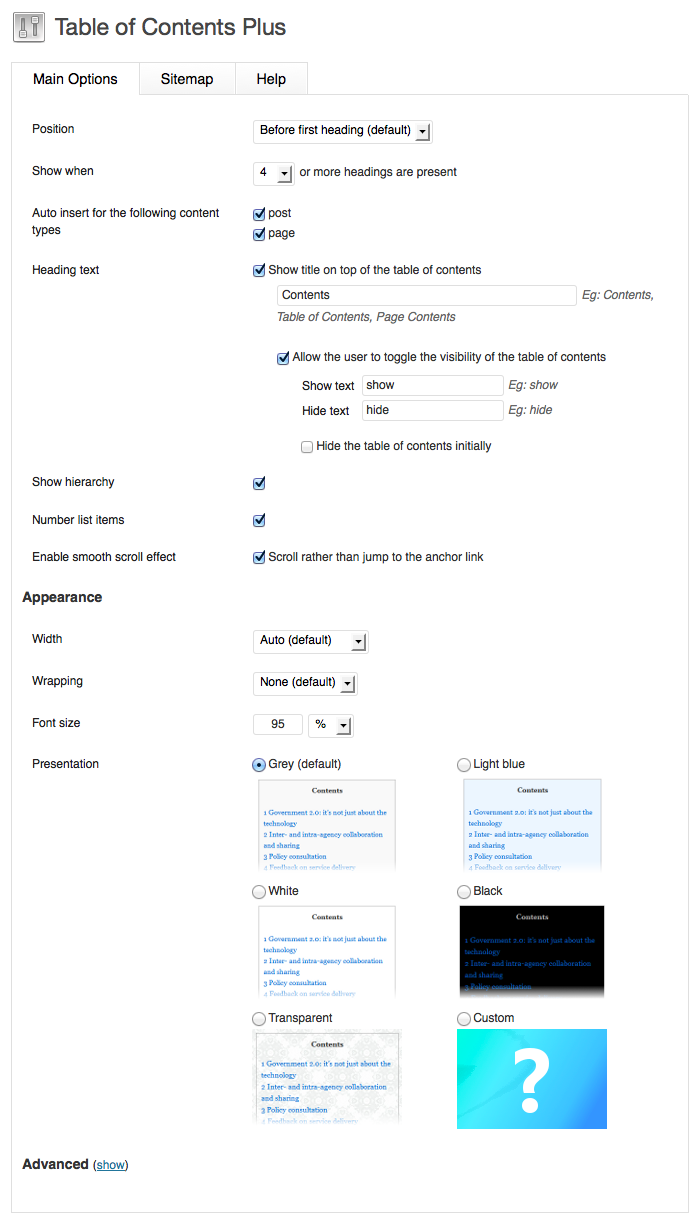 Table of Contents Plus
Main Options
Sitemap
Help
Position
Before first heading (default)
Show when
4
or more headings are present
Auto insert for the following content
types
post
page
Heading text
Show title on top of the table of contents
Contents
Eg: Contents,
Table of Contents, Page Contents
Allow the user to toggle the visibility of the table of contents
Show text
show
Eg: show
Hide text
hide
Eg: hide
Hide the table of contents initially
Show hierarchy
Number list items
Enable smooth scroll effect
Scroll rather than jump to the anchor link
Appearance
Width
Auto (default)
Wrapping
None (default)
Font size
95
%
Presentation
Grey (default)
Contents
1 Government 2.0: it's not just about the
technology
2 Inter- and intra-agency collaboration
and sharing
3 Policy consultation
4 Feedback on service delivery
Light blue
Contents
1 Government 2.0: it's not just about the
technology
2 Inter- and intra-agency collaboration
and sharing
3 Policy consultation
4 Feedback on service delivery
White
Contents
1 Government 2.0: it's not just about the
technology
2 Inter- and intra-agency collaboration
and sharing
3 Policy consultation
4 Feedback on service delivery
Black
Contents
1 Government 2.0: it's not just about the
technology
2 Inter- and intra-agency collaboration
and sharing
3 Policy consultation
Transparent
Contents
1 Government 2.0: it's not just about the
technology
2 Inter- and intra-agency collaboration
and sharing
3 Policy consultation
4 Feedback on service delivery
Custom
?
Advanced (show)